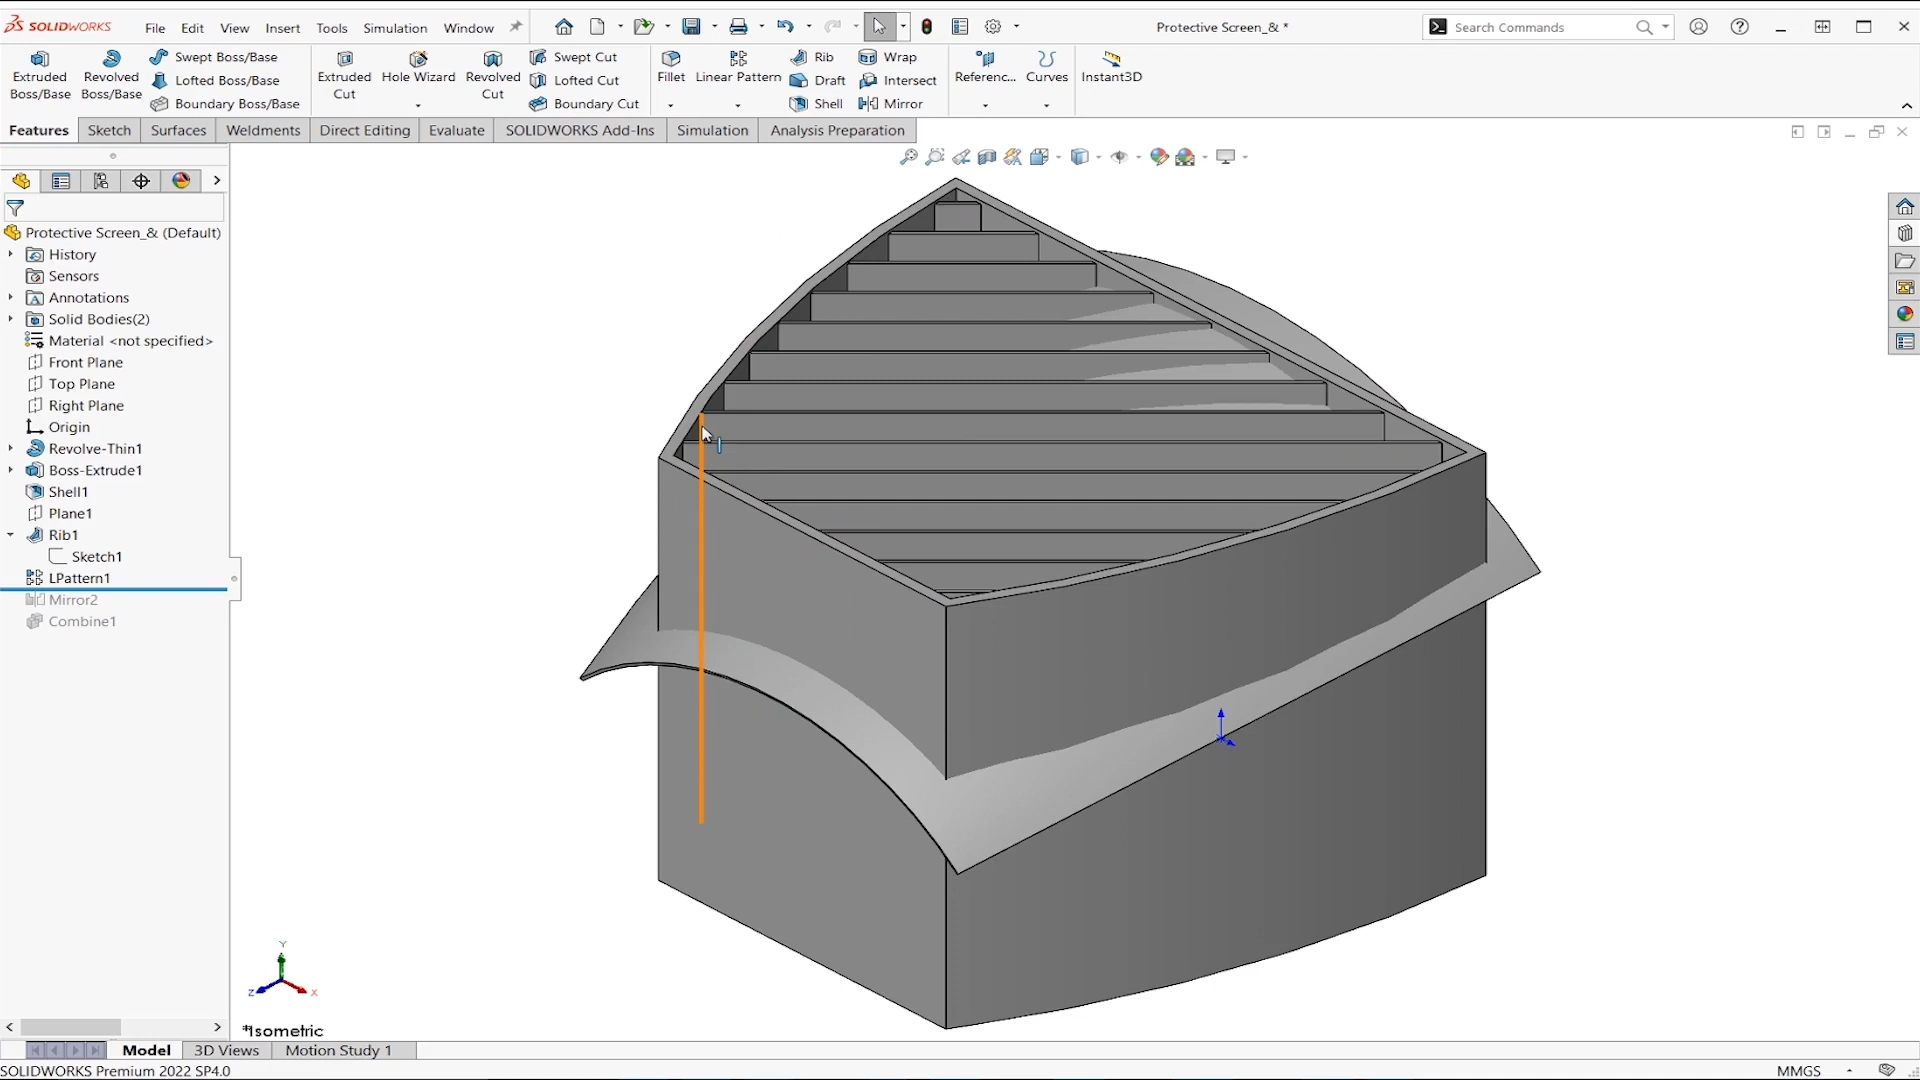 SOLIDWORKS File Edit View Insert Tools Simulation Window Protective Screen_& * Search Commands
Extruded Boss/Base
Revolved Boss/Base
Swept Boss/Base
Lofted Boss/Base
Boundary Boss/Base
Extruded Cut
Hole Wizard
Revolved Cut
Swept Cut
Lofted Cut
Boundary Cut
Fillet
Linear Pattern
Rib
Draft
Shell
Wrap
Intersect
Mirror
Referenc...
Curves
Instant3D
Features Sketch Surfaces Weldments Direct Editing Evaluate SOLIDWORKS Add-Ins Simulation Analysis Preparation
Protective Screen_& (Default)
History
Sensors
Annotations
Solid Bodies(2)
Material <not specified>
Front Plane
Top Plane
Right Plane
Origin
Revolve-Thin1
Boss-Extrude1
Shell1
Plane1
Rib1
Sketch1
LPattern1
Mirror2
Combine1
Y
Z
X
*Isometric
Model 3D Views Motion Study 1
SOLIDWORKS Premium 2022 SP4.0 MMGS